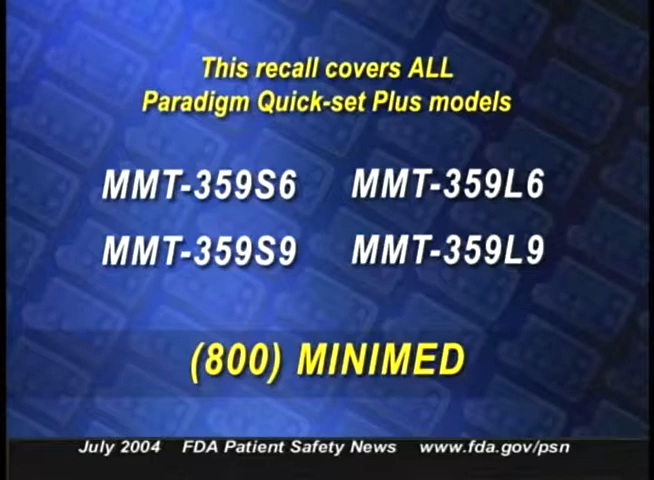 This recall covers ALL
Paradigm Quick-set Plus models
MMT-359S6 MMT-359L6
MMT-359S9 MMT-359L9
(800) MINIMED
July 2004 FDA Patient Safety News www.fda.gov/psn